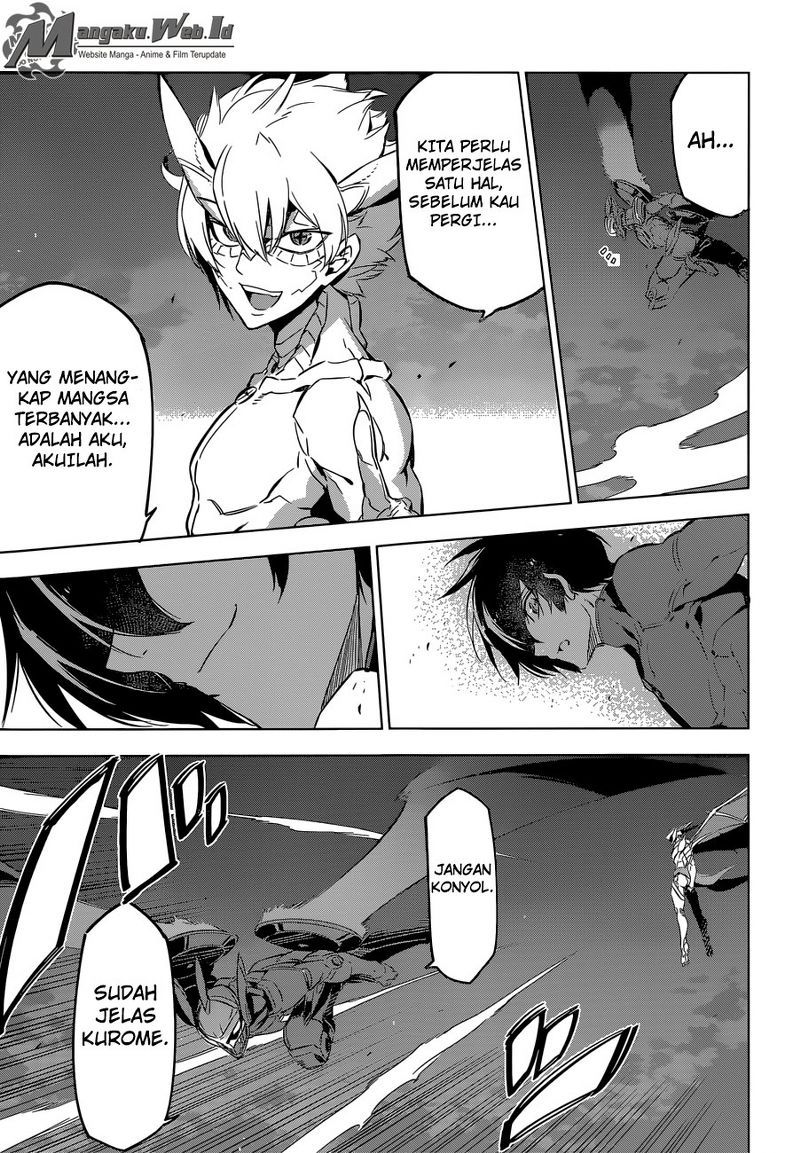 Mangaku.Web.Id
Website Manga - Anime & Film Terupdate
AH...
KITA PERLU
MEMPERJELAS
SATU HAL,
SEBELUM KAU
PERGI...
YANG MENANG-
KAP MANGSA
TERBANYAK...
ADALAH AKU,
AKUILAH.
JANGAN
KONYOL.
SUDAH
JELAS
KUROME.